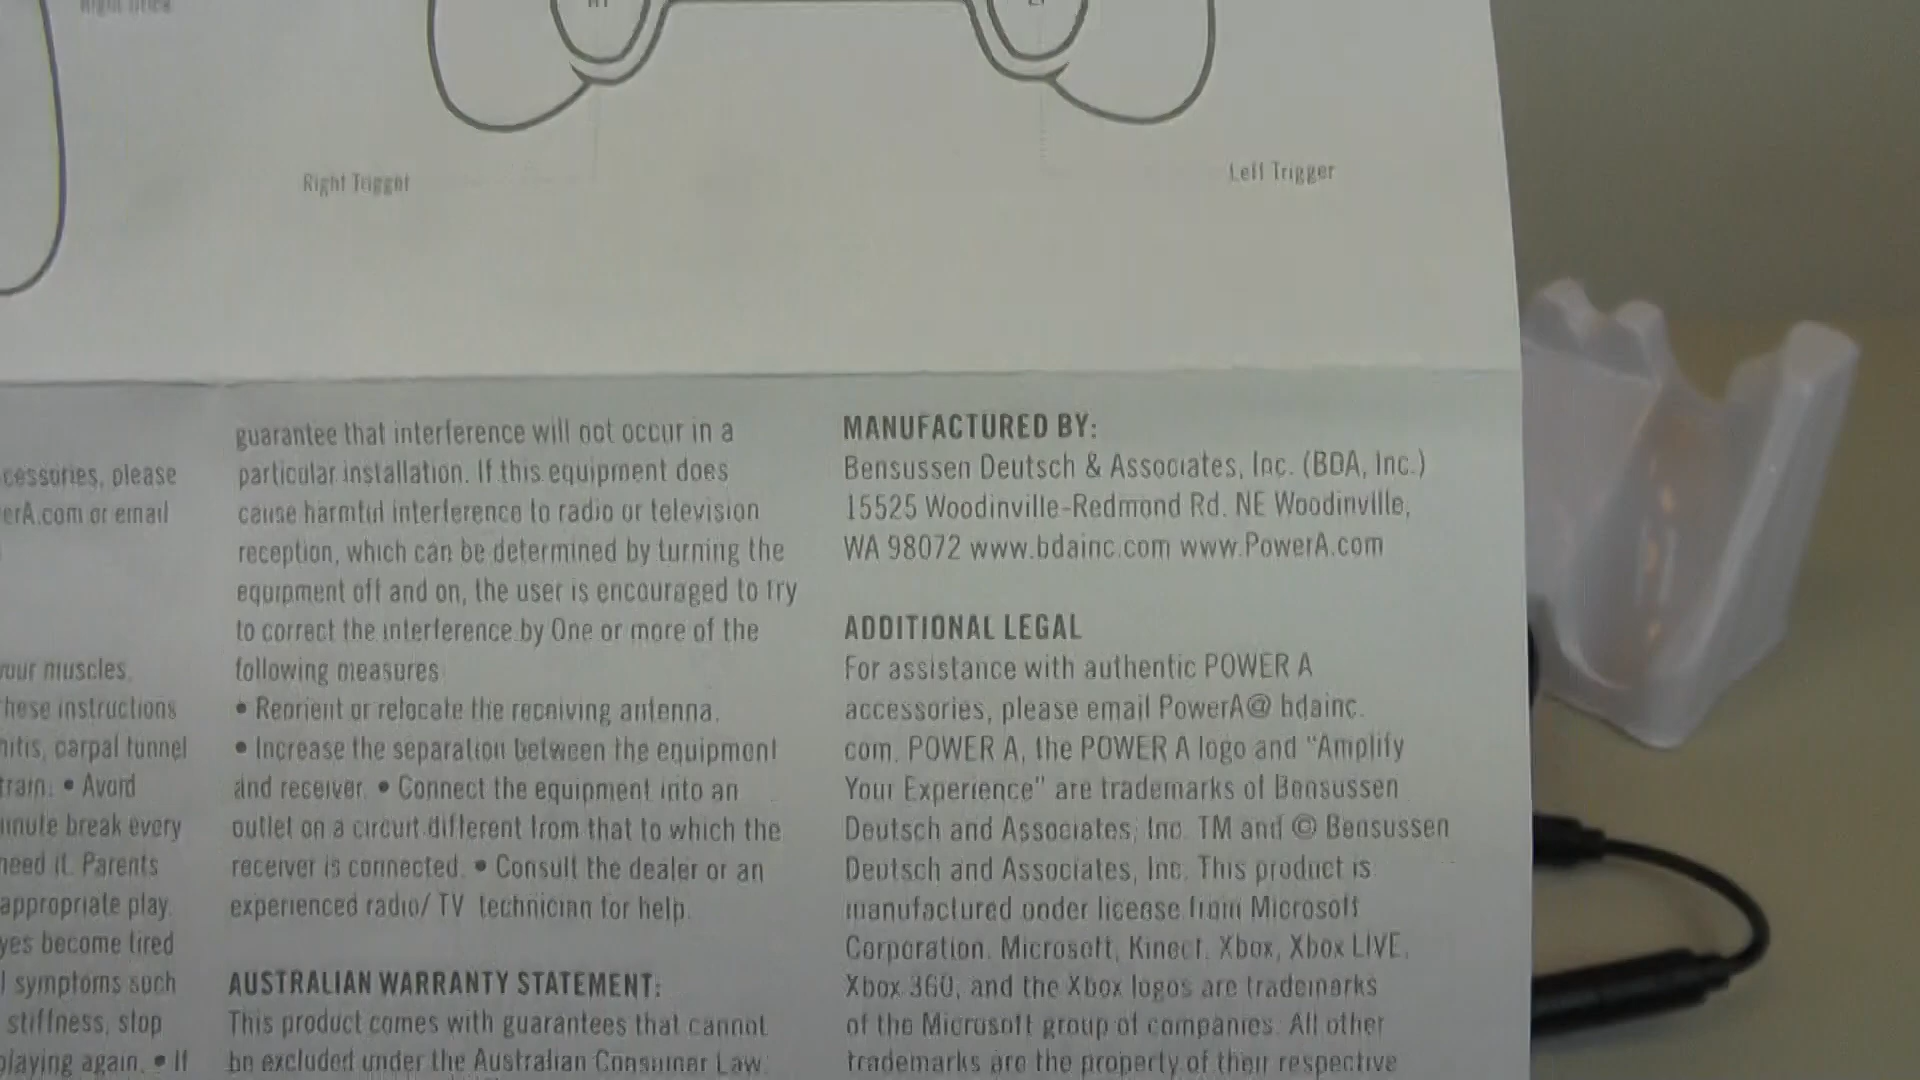 Right Stick
RT
LT
Right Trigger
Left Trigger
cessories, please
erA.com or email
your muscles,
hese instructions
nitis, carpal tunnel
train. • Avoid
minute break every
need it. Parents
appropriate play.
yes become tired
l symptoms such
stiffness, stop
playing again. • If
guarantee that interference will not occur in a
particular installation. If this equipment does
cause harmful interference to radio or television
reception, which can be determined by turning the
equipment off and on, the user is encouraged to try
to correct the interference by One or more of the
following measures
• Reorient or relocate the receiving antenna.
• Increase the separation between the equipment
and receiver. • Connect the equipment into an
outlet on a circuit different from that to which the
receiver is connected. • Consult the dealer or an
experienced radio/ TV technician for help.
AUSTRALIAN WARRANTY STATEMENT:
This product comes with guarantees that cannot
be excluded under the Australian Consumer Law.
MANUFACTURED BY:
Bensussen Deutsch & Associates, Inc. (BDA, Inc.)
15525 Woodinville-Redmond Rd. NE Woodinville,
WA 98072 www.bdainc.com www.PowerA.com
ADDITIONAL LEGAL
For assistance with authentic POWER A
accessories, please email PowerA@ bdainc.
com. POWER A, the POWER A logo and "Amplify
Your Experience" are trademarks of Bensussen
Deutsch and Associates, Inc. TM and © Bensussen
Deutsch and Associates, Inc. This product is
manufactured under license from Microsoft
Corporation. Microsoft, Kinect, Xbox, Xbox LIVE,
Xbox 360, and the Xbox logos are trademarks
of the Microsoft group of companies. All other
trademarks are the property of their respective